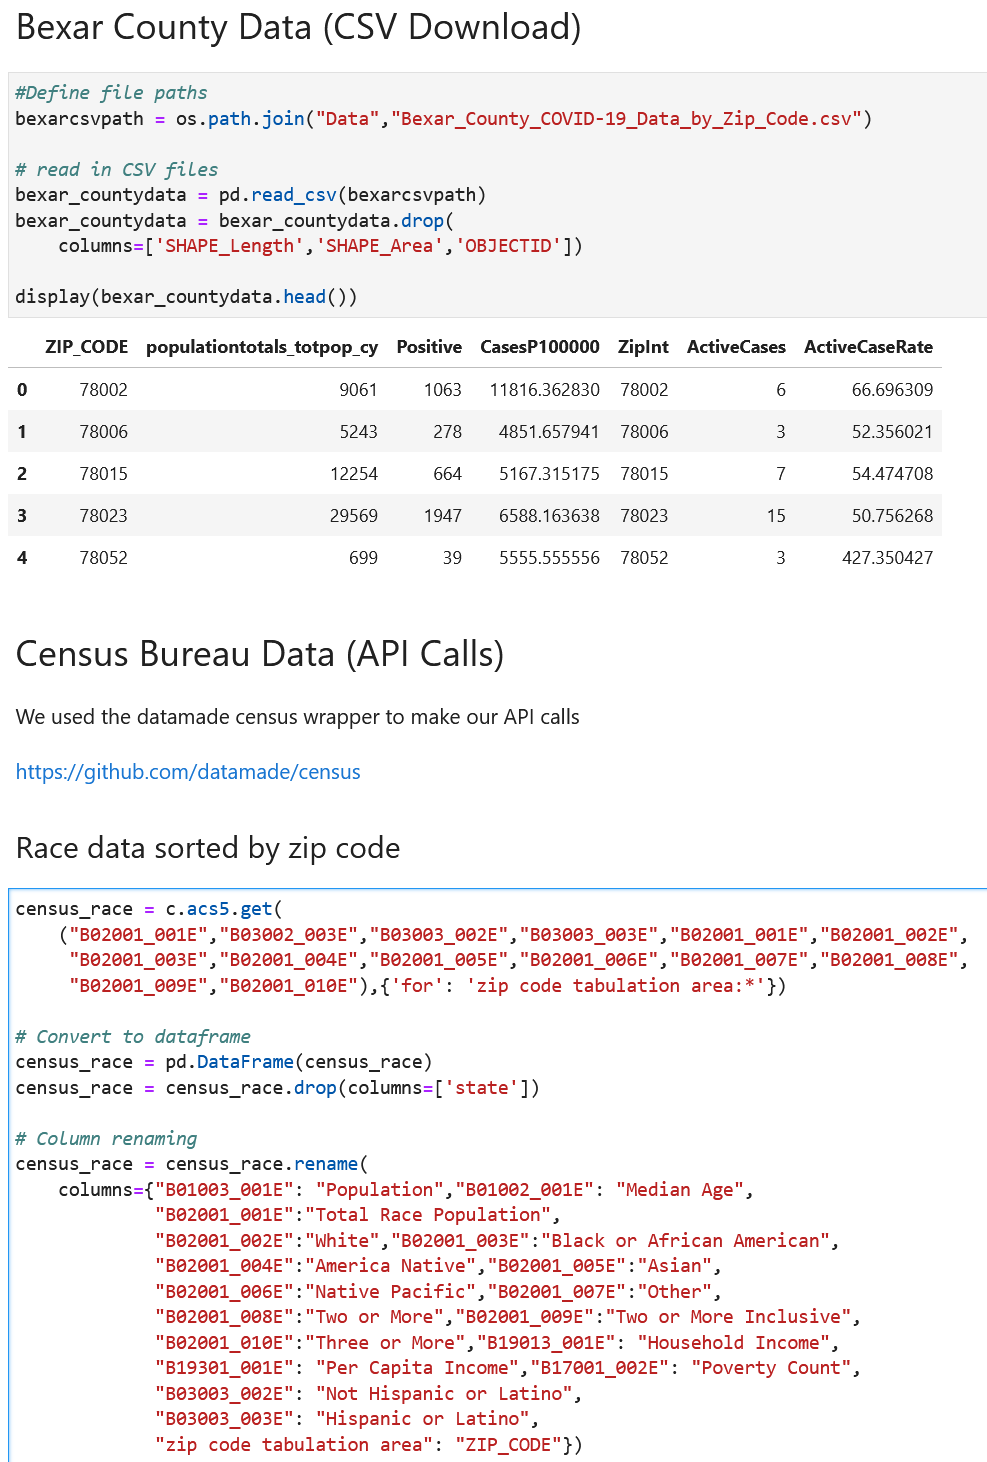 Bexar County Data (CSV Download)
#Define file paths
bexarcsvpath = os.path.join("Data","Bexar_County_COVID-19_Data_by_Zip_Code.csv")
# read in CSV files
bexar_countydata = pd.read_csv(bexarcsvpath)
bexar_countydata = bexar_countydata.drop(
    columns=['SHAPE_Length','SHAPE_Area','OBJECTID'])
display(bexar_countydata.head())
ZIP_CODE populationtotals_totpop_cy Positive CasesP100000 ZipInt ActiveCases ActiveCaseRate
0 78002 9061 1063 11816.362830 78002 6 66.696309
1 78006 5243 278 4851.657941 78006 3 52.356021
2 78015 12254 664 5167.315175 78015 7 54.474708
3 78023 29569 1947 6588.163638 78023 15 50.756268
4 78052 699 39 5555.555556 78052 3 427.350427
Census Bureau Data (API Calls)
We used the datamade census wrapper to make our API calls
https://github.com/datamade/census
Race data sorted by zip code
census_race = c.acs5.get(
    ("B02001_001E","B03002_003E","B03003_002E","B03003_003E","B02001_001E","B02001_002E",
     "B02001_003E","B02001_004E","B02001_005E","B02001_006E","B02001_007E","B02001_008E",
     "B02001_009E","B02001_010E"),{'for': 'zip code tabulation area:*'})
# Convert to dataframe
census_race = pd.DataFrame(census_race)
census_race = census_race.drop(columns=['state'])
# Column renaming
census_race = census_race.rename(
    columns={"B01003_001E": "Population","B01002_001E": "Median Age",
             "B02001_001E":"Total Race Population",
             "B02001_002E":"White","B02001_003E":"Black or African American",
             "B02001_004E":"America Native","B02001_005E":"Asian",
             "B02001_006E":"Native Pacific","B02001_007E":"Other",
             "B02001_008E":"Two or More","B02001_009E":"Two or More Inclusive",
             "B02001_010E":"Three or More","B19013_001E": "Household Income",
             "B19301_001E": "Per Capita Income","B17001_002E": "Poverty Count",
             "B03003_002E": "Not Hispanic or Latino",
             "B03003_003E": "Hispanic or Latino",
             "zip code tabulation area": "ZIP_CODE"})